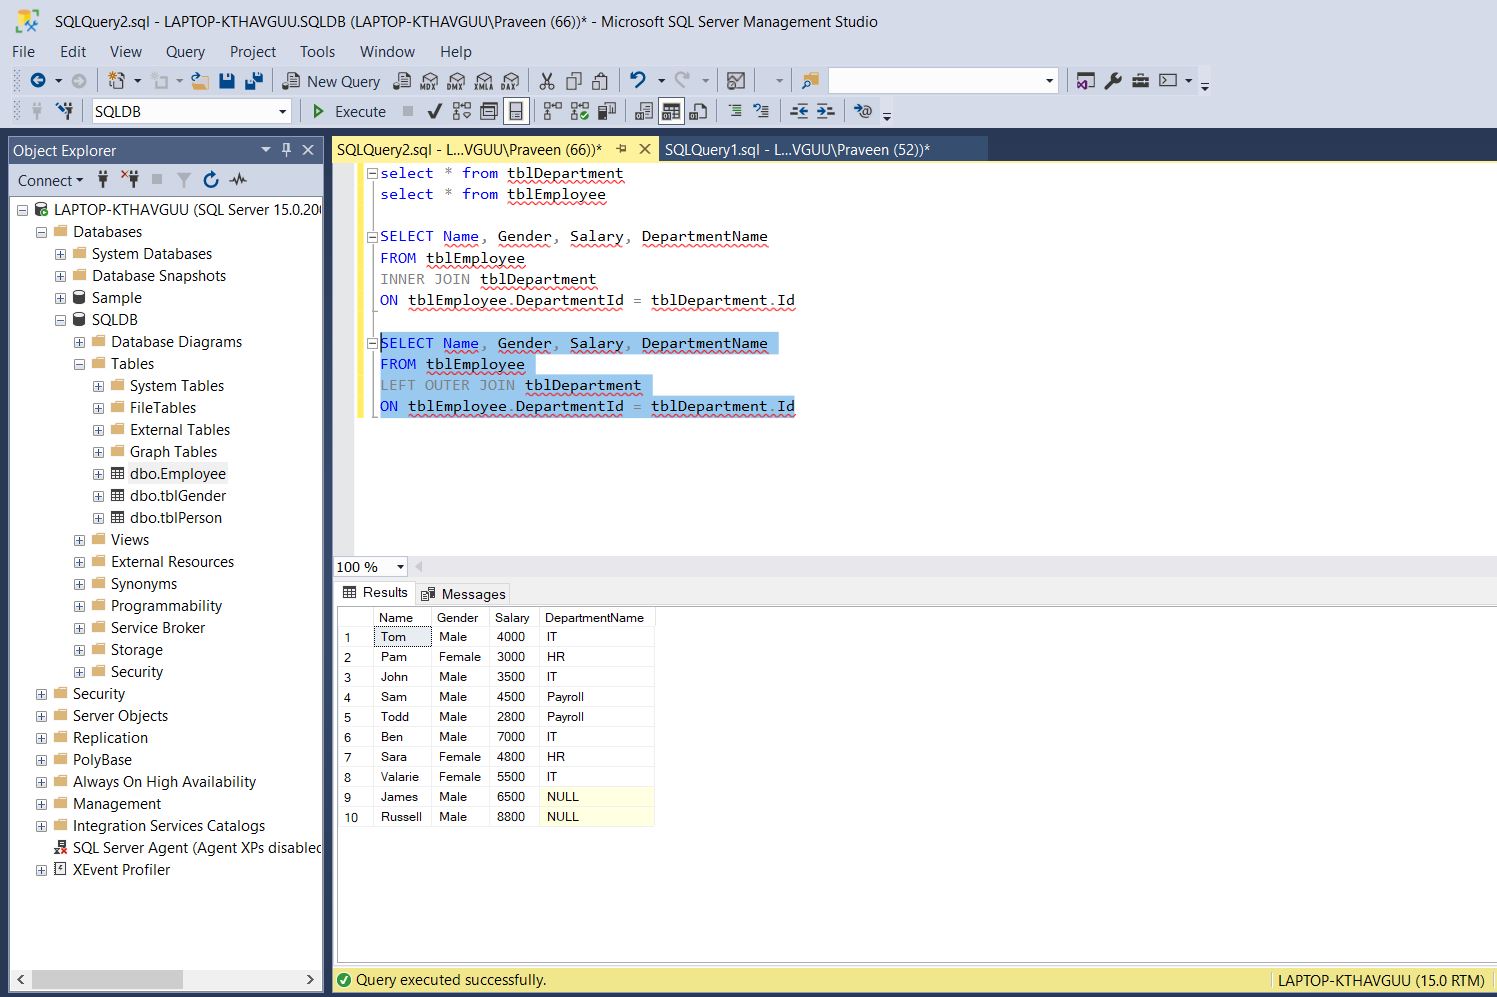 SQLQuery2.sql - LAPTOP-KTHAVGUU.SQLDB (LAPTOP-KTHAVGUU\Praveen (66))* - Microsoft SQL Server Management Studio
File Edit View Query Project Tools Window Help
New Query MDX DMX XMLA DAX
SQLDB Execute
Object Explorer
Connect
LAPTOP-KTHAVGUU (SQL Server 15.0.200
Databases
System Databases
Database Snapshots
Sample
SQLDB
Database Diagrams
Tables
System Tables
FileTables
External Tables
Graph Tables
dbo.Employee
dbo.tblGender
dbo.tblPerson
Views
External Resources
Synonyms
Programmability
Service Broker
Storage
Security
Security
Server Objects
Replication
PolyBase
Always On High Availability
Management
Integration Services Catalogs
SQL Server Agent (Agent XPs disabled
XEvent Profiler
SQLQuery2.sql - L...VGUU\Praveen (66))* SQLQuery1.sql - L...VGUU\Praveen (52))*
select * from tblDepartment
select * from tblEmployee
SELECT Name, Gender, Salary, DepartmentName
FROM tblEmployee
INNER JOIN tblDepartment
ON tblEmployee.DepartmentId = tblDepartment.Id
SELECT Name, Gender, Salary, DepartmentName
FROM tblEmployee
LEFT OUTER JOIN tblDepartment
ON tblEmployee.DepartmentId = tblDepartment.Id
100 %
Results Messages
Name Gender Salary DepartmentName
1 Tom Male 4000 IT
2 Pam Female 3000 HR
3 John Male 3500 IT
4 Sam Male 4500 Payroll
5 Todd Male 2800 Payroll
6 Ben Male 7000 IT
7 Sara Female 4800 HR
8 Valarie Female 5500 IT
9 James Male 6500 NULL
10 Russell Male 8800 NULL
Query executed successfully. LAPTOP-KTHAVGUU (15.0 RTM)